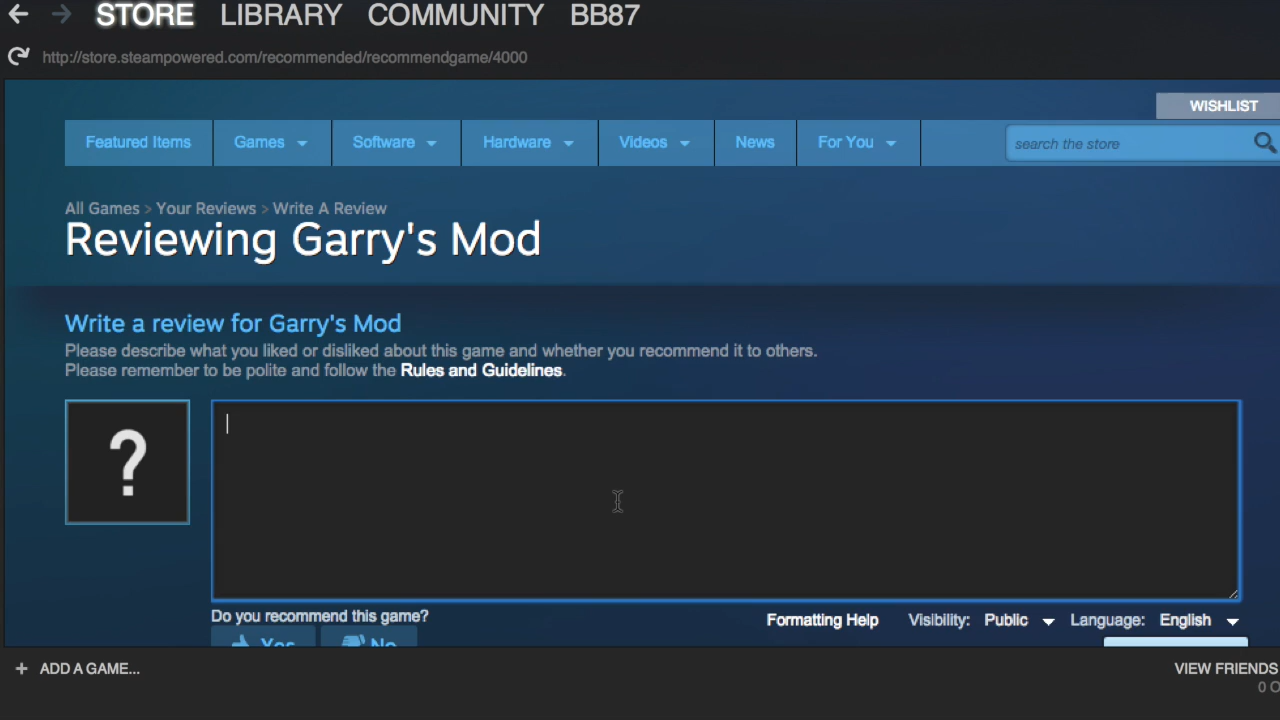 STORE LIBRARY COMMUNITY BB87
http://store.steampowered.com/recommended/recommendgame/4000
WISHLIST
Featured Items Games Software Hardware Videos News For You search the store
All Games > Your Reviews > Write A Review
Reviewing Garry's Mod
Write a review for Garry's Mod
Please describe what you liked or disliked about this game and whether you recommend it to others.
Please remember to be polite and follow the Rules and Guidelines.
?
Do you recommend this game? Formatting Help Visibility: Public Language: English
Yes No
+ ADD A GAME... VIEW FRIENDS
0 O